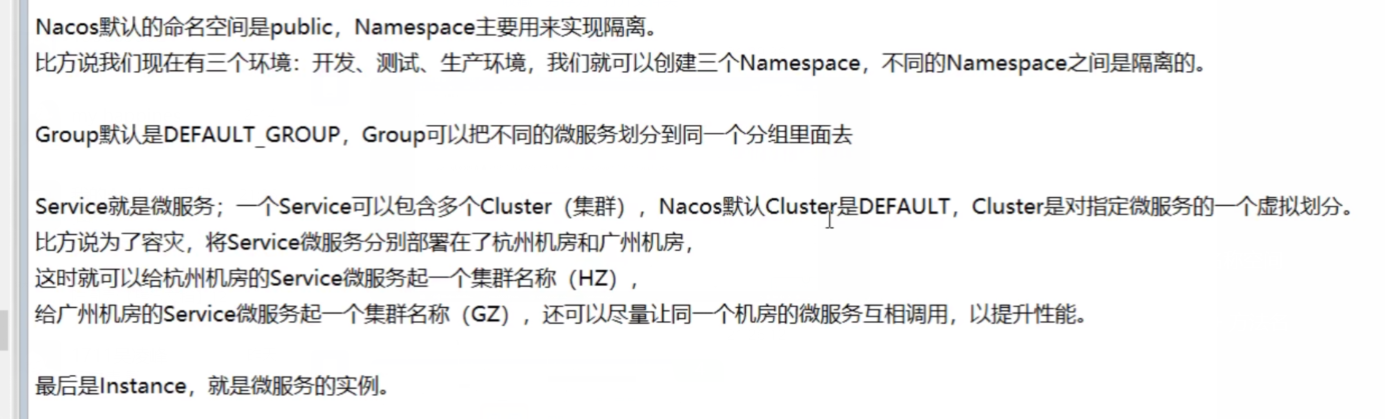 Nacos默认的命名空间是public，Namespace主要用来实现隔离。
比方说我们现在有三个环境：开发、测试、生产环境，我们就可以创建三个Namespace，不同的Namespace之间是隔离的。
Group默认是DEFAULT_GROUP，Group可以把不同的微服务划分到同一个分组里面去
Service就是微服务；一个Service可以包含多个Cluster（集群），Nacos默认Cluster是DEFAULT，Cluster是对指定微服务的一个虚拟划分。
比方说为了容灾，将Service微服务分别部署在了杭州机房和广州机房，
这时就可以给杭州机房的Service微服务起一个集群名称（HZ），
给广州机房的Service微服务起一个集群名称（GZ），还可以尽量让同一个机房的微服务互相调用，以提升性能。
最后是Instance，就是微服务的实例。